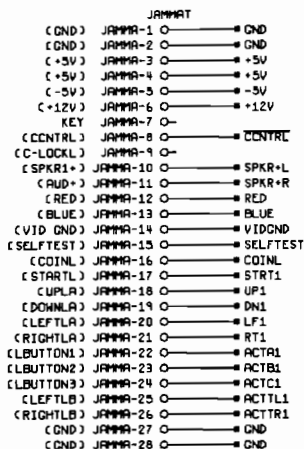 JAMMAT
(GND) JAMMA-1 GND
(GND) JAMMA-2 GND
(+5V) JAMMA-3 +5V
(+5V) JAMMA-4 +5V
(-5V) JAMMA-5 -5V
(+12V) JAMMA-6 +12V
KEY JAMMA-7
(CCNTRL) JAMMA-8 CCNTRL
(C-LOCKL) JAMMA-9
(SPKR1+) JAMMA-10 SPKR+L
(AUD+) JAMMA-11 SPKR+R
(RED) JAMMA-12 RED
(BLUE) JAMMA-13 BLUE
(VID GND) JAMMA-14 VIDGND
(SELFTEST) JAMMA-15 SELFTEST
(COINL) JAMMA-16 COINL
(STARTL) JAMMA-17 STRT1
(UPLA) JAMMA-18 UP1
(DOWNLA) JAMMA-19 DN1
(LEFTLA) JAMMA-20 LF1
(RIGHTLA) JAMMA-21 RT1
(LBUTTON1) JAMMA-22 ACTA1
(LBUTTON2) JAMMA-23 ACTB1
(LBUTTON3) JAMMA-24 ACTC1
(LEFTLB) JAMMA-25 ACTTL1
(RIGHTLB) JAMMA-26 ACTTR1
(GND) JAMMA-27 GND
(GND) JAMMA-28 GND